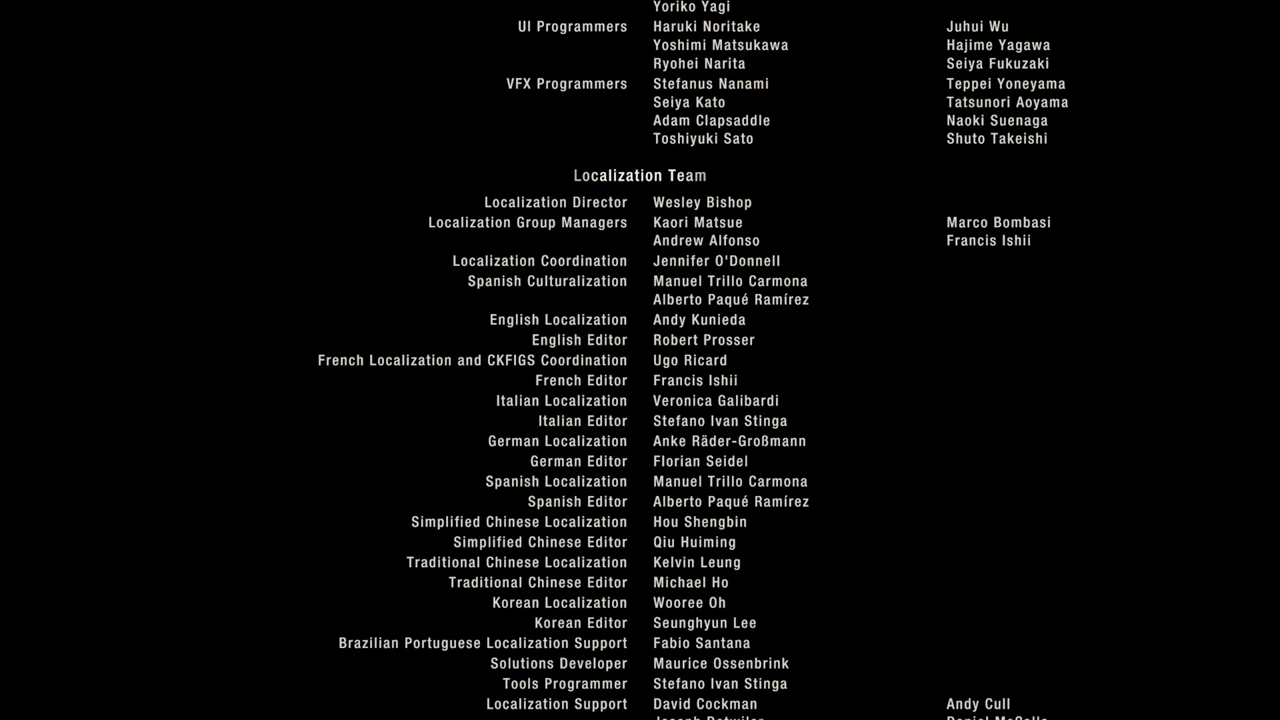 Yoriko Yagi
UI Programmers Haruki Noritake Juhui Wu
Yoshimi Matsukawa Hajime Yagawa
Ryohei Narita Seiya Fukuzaki
VFX Programmers Stefanus Nanami Teppei Yoneyama
Seiya Kato Tatsunori Aoyama
Adam Clapsaddle Naoki Suenaga
Toshiyuki Sato Shuto Takeishi
Localization Team
Localization Director Wesley Bishop
Localization Group Managers Kaori Matsue Marco Bombasi
Andrew Alfonso Francis Ishii
Localization Coordination Jennifer O'Donnell
Spanish Culturalization Manuel Trillo Carmona
Alberto Paqué Ramírez
English Localization Andy Kunieda
English Editor Robert Prosser
French Localization and CKFIGS Coordination Ugo Ricard
French Editor Francis Ishii
Italian Localization Veronica Galibardi
Italian Editor Stefano Ivan Stinga
German Localization Anke Räder-Großmann
German Editor Florian Seidel
Spanish Localization Manuel Trillo Carmona
Spanish Editor Alberto Paqué Ramírez
Simplified Chinese Localization Hou Shengbin
Simplified Chinese Editor Qiu Huiming
Traditional Chinese Localization Kelvin Leung
Traditional Chinese Editor Michael Ho
Korean Localization Wooree Oh
Korean Editor Seunghyun Lee
Brazilian Portuguese Localization Support Fabio Santana
Solutions Developer Maurice Ossenbrink
Tools Programmer Stefano Ivan Stinga
Localization Support David Cockman Andy Cull